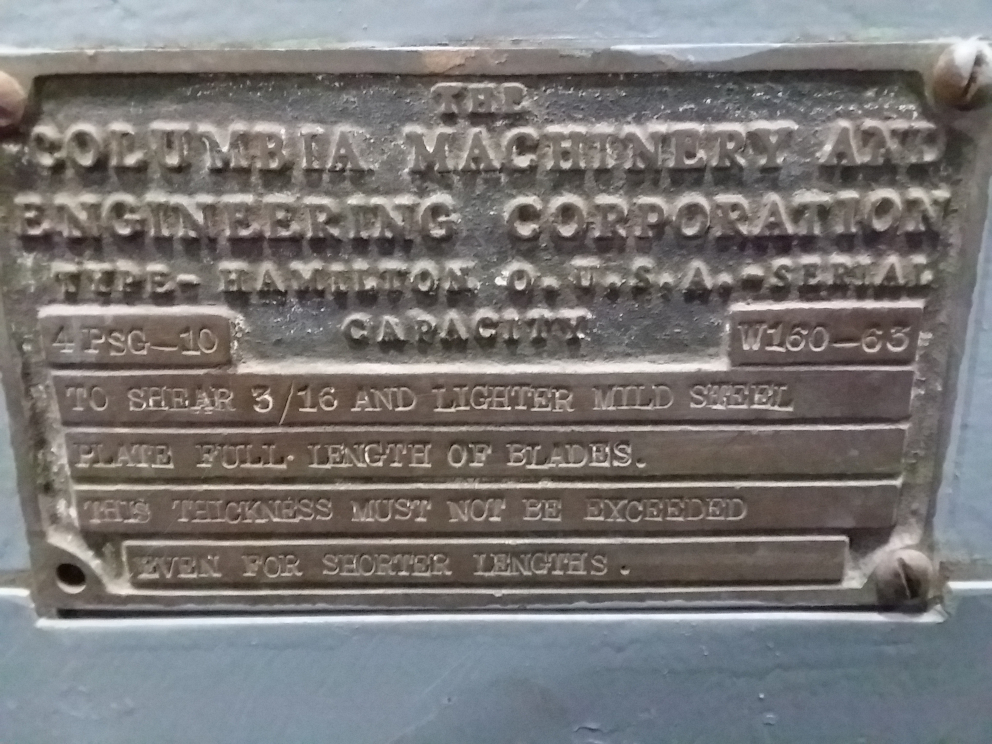 THE
COLUMBIA MACHINERY AND
ENGINEERING CORPORATION
TYPE- HAMILTON O. U.S.A.-SERIAL
4 PSG-10 CAPACITY W160-63
TO SHEAR 3/16 AND LIGHTER MILD STEEL
PLATE FULL LENGTH OF BLADES.
THIS THICKNESS MUST NOT BE EXCEEDED
EVEN FOR SHORTER LENGTHS.